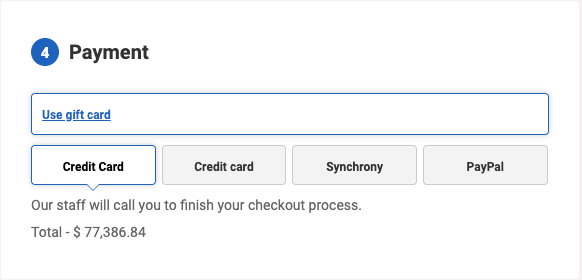 4 Payment
Use gift card
Credit Card Credit card Synchrony PayPal
Our staff will call you to finish your checkout process.
Total - $ 77,386.84